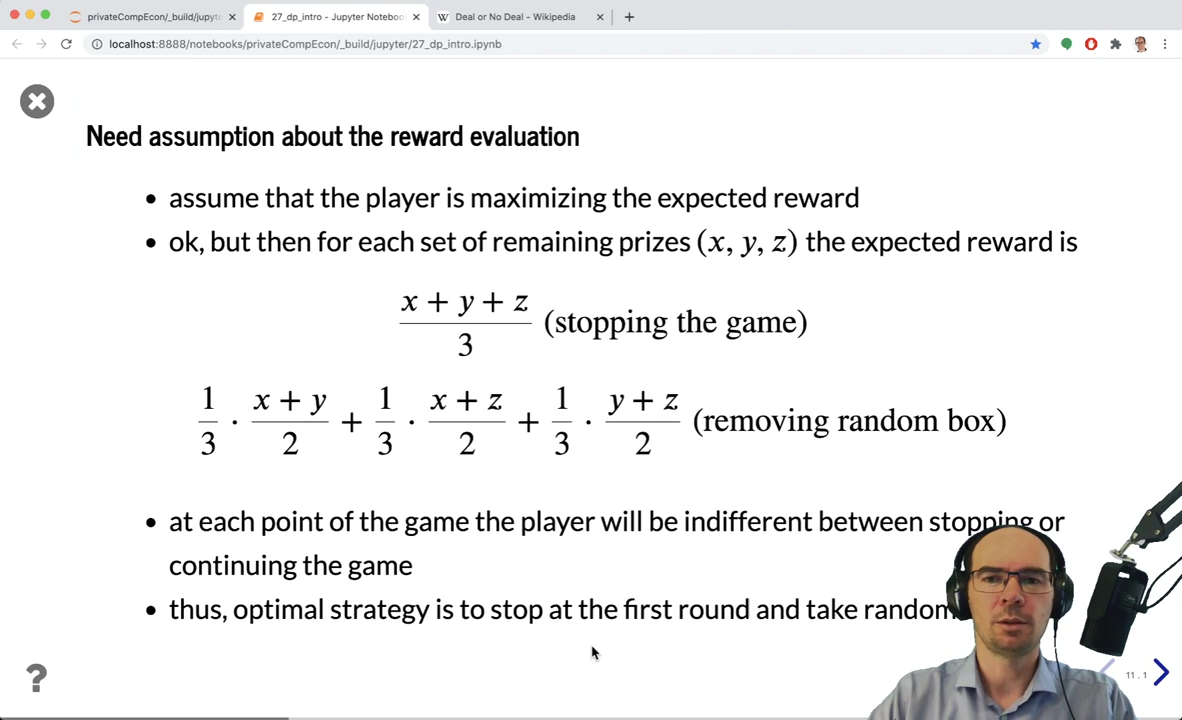 privateCompEcon/_build/jupyt
27_dp_intro - Jupyter Noteboo
Deal or No Deal - Wikipedia
localhost:8888/notebooks/privateCompEcon/_build/jupyter/27_dp_intro.ipynb
Need assumption about the reward evaluation
• assume that the player is maximizing the expected reward
• ok, but then for each set of remaining prizes (x, y, z) the expected reward is
x + y + z / 3 (stopping the game)
1/3 · x + y / 2 + 1/3 · x + z / 2 + 1/3 · y + z / 2 (removing random box)
• at each point of the game the player will be indifferent between stopping or
continuing the game
• thus, optimal strategy is to stop at the first round and take random
?
11 . 1